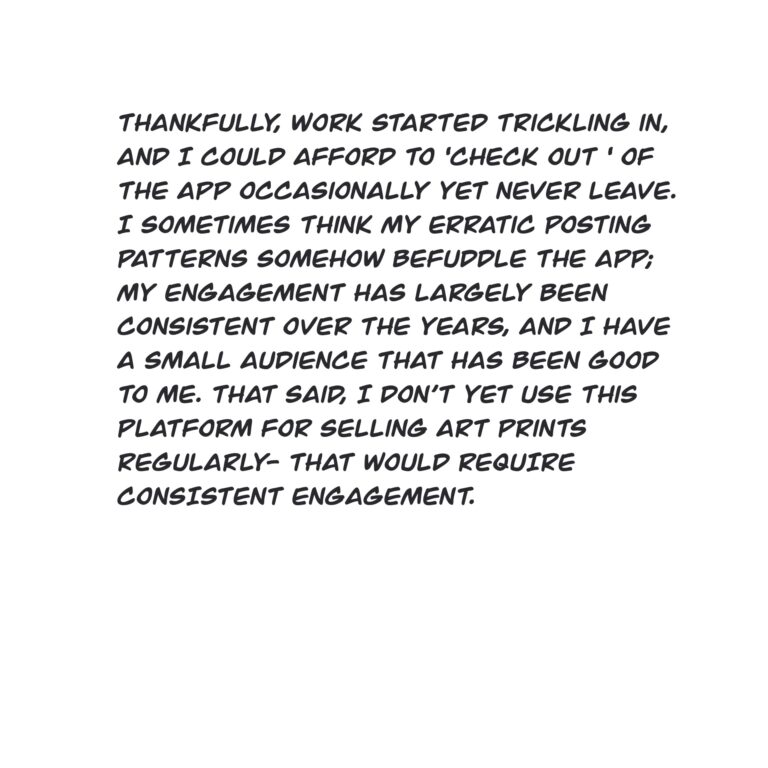 THANKFULLY, WORK STARTED TRICKLING IN,
AND I COULD AFFORD TO 'CHECK OUT ' OF
THE APP OCCASIONALLY YET NEVER LEAVE.
I SOMETIMES THINK MY ERRATIC POSTING
PATTERNS SOMEHOW BEFUDDLE THE APP;
MY ENGAGEMENT HAS LARGELY BEEN
CONSISTENT OVER THE YEARS, AND I HAVE
A SMALL AUDIENCE THAT HAS BEEN GOOD
TO ME. THAT SAID, I DON'T YET USE THIS
PLATFORM FOR SELLING ART PRINTS
REGULARLY- THAT WOULD REQUIRE
CONSISTENT ENGAGEMENT.